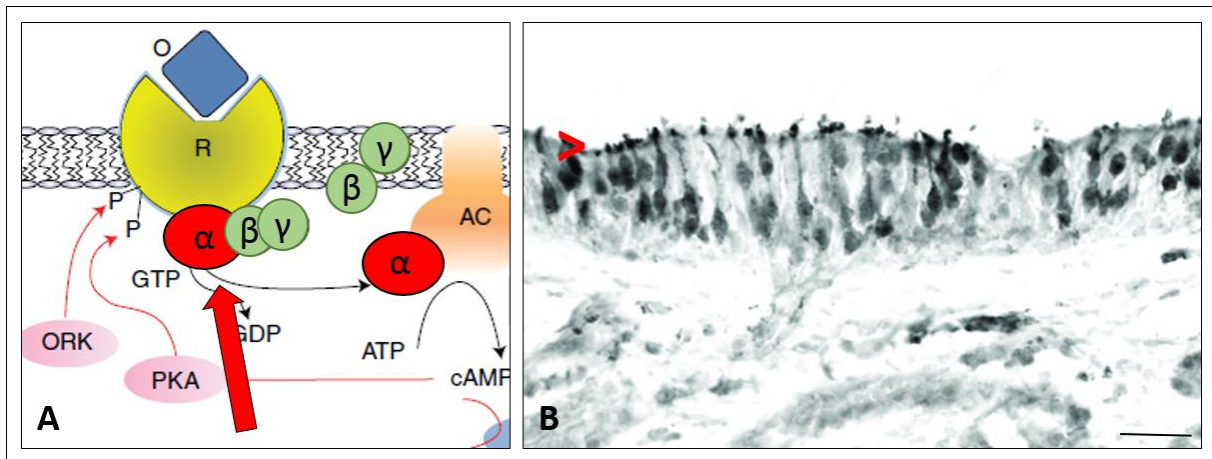 O
R
γ
β
P
P
α
β
γ
AC
α
GTP
GDP
ORK
ATP
PKA
cAMP
A
B